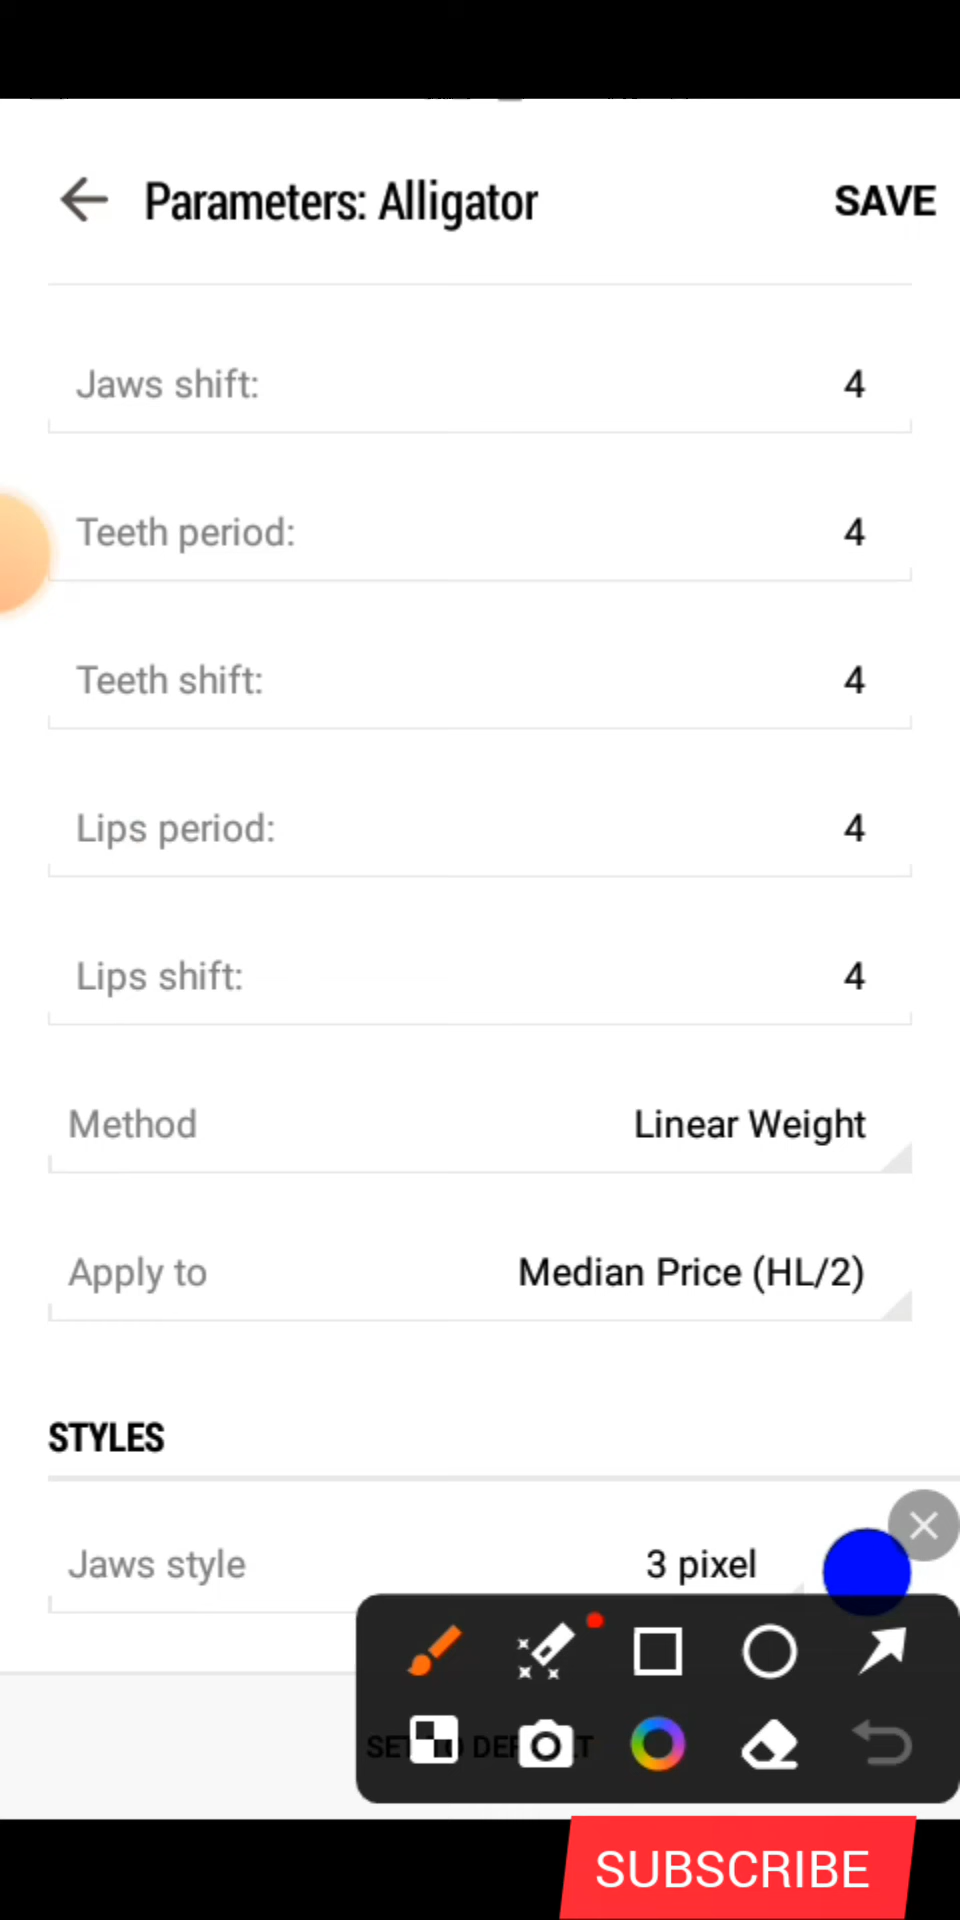 Parameters: Alligator
SAVE
Jaws shift: 4
Teeth period: 4
Teeth shift: 4
Lips period: 4
Lips shift: 4
Method Linear Weight
Apply to Median Price (HL/2)
STYLES
Jaws style 3 pixel
SUBSCRIBE